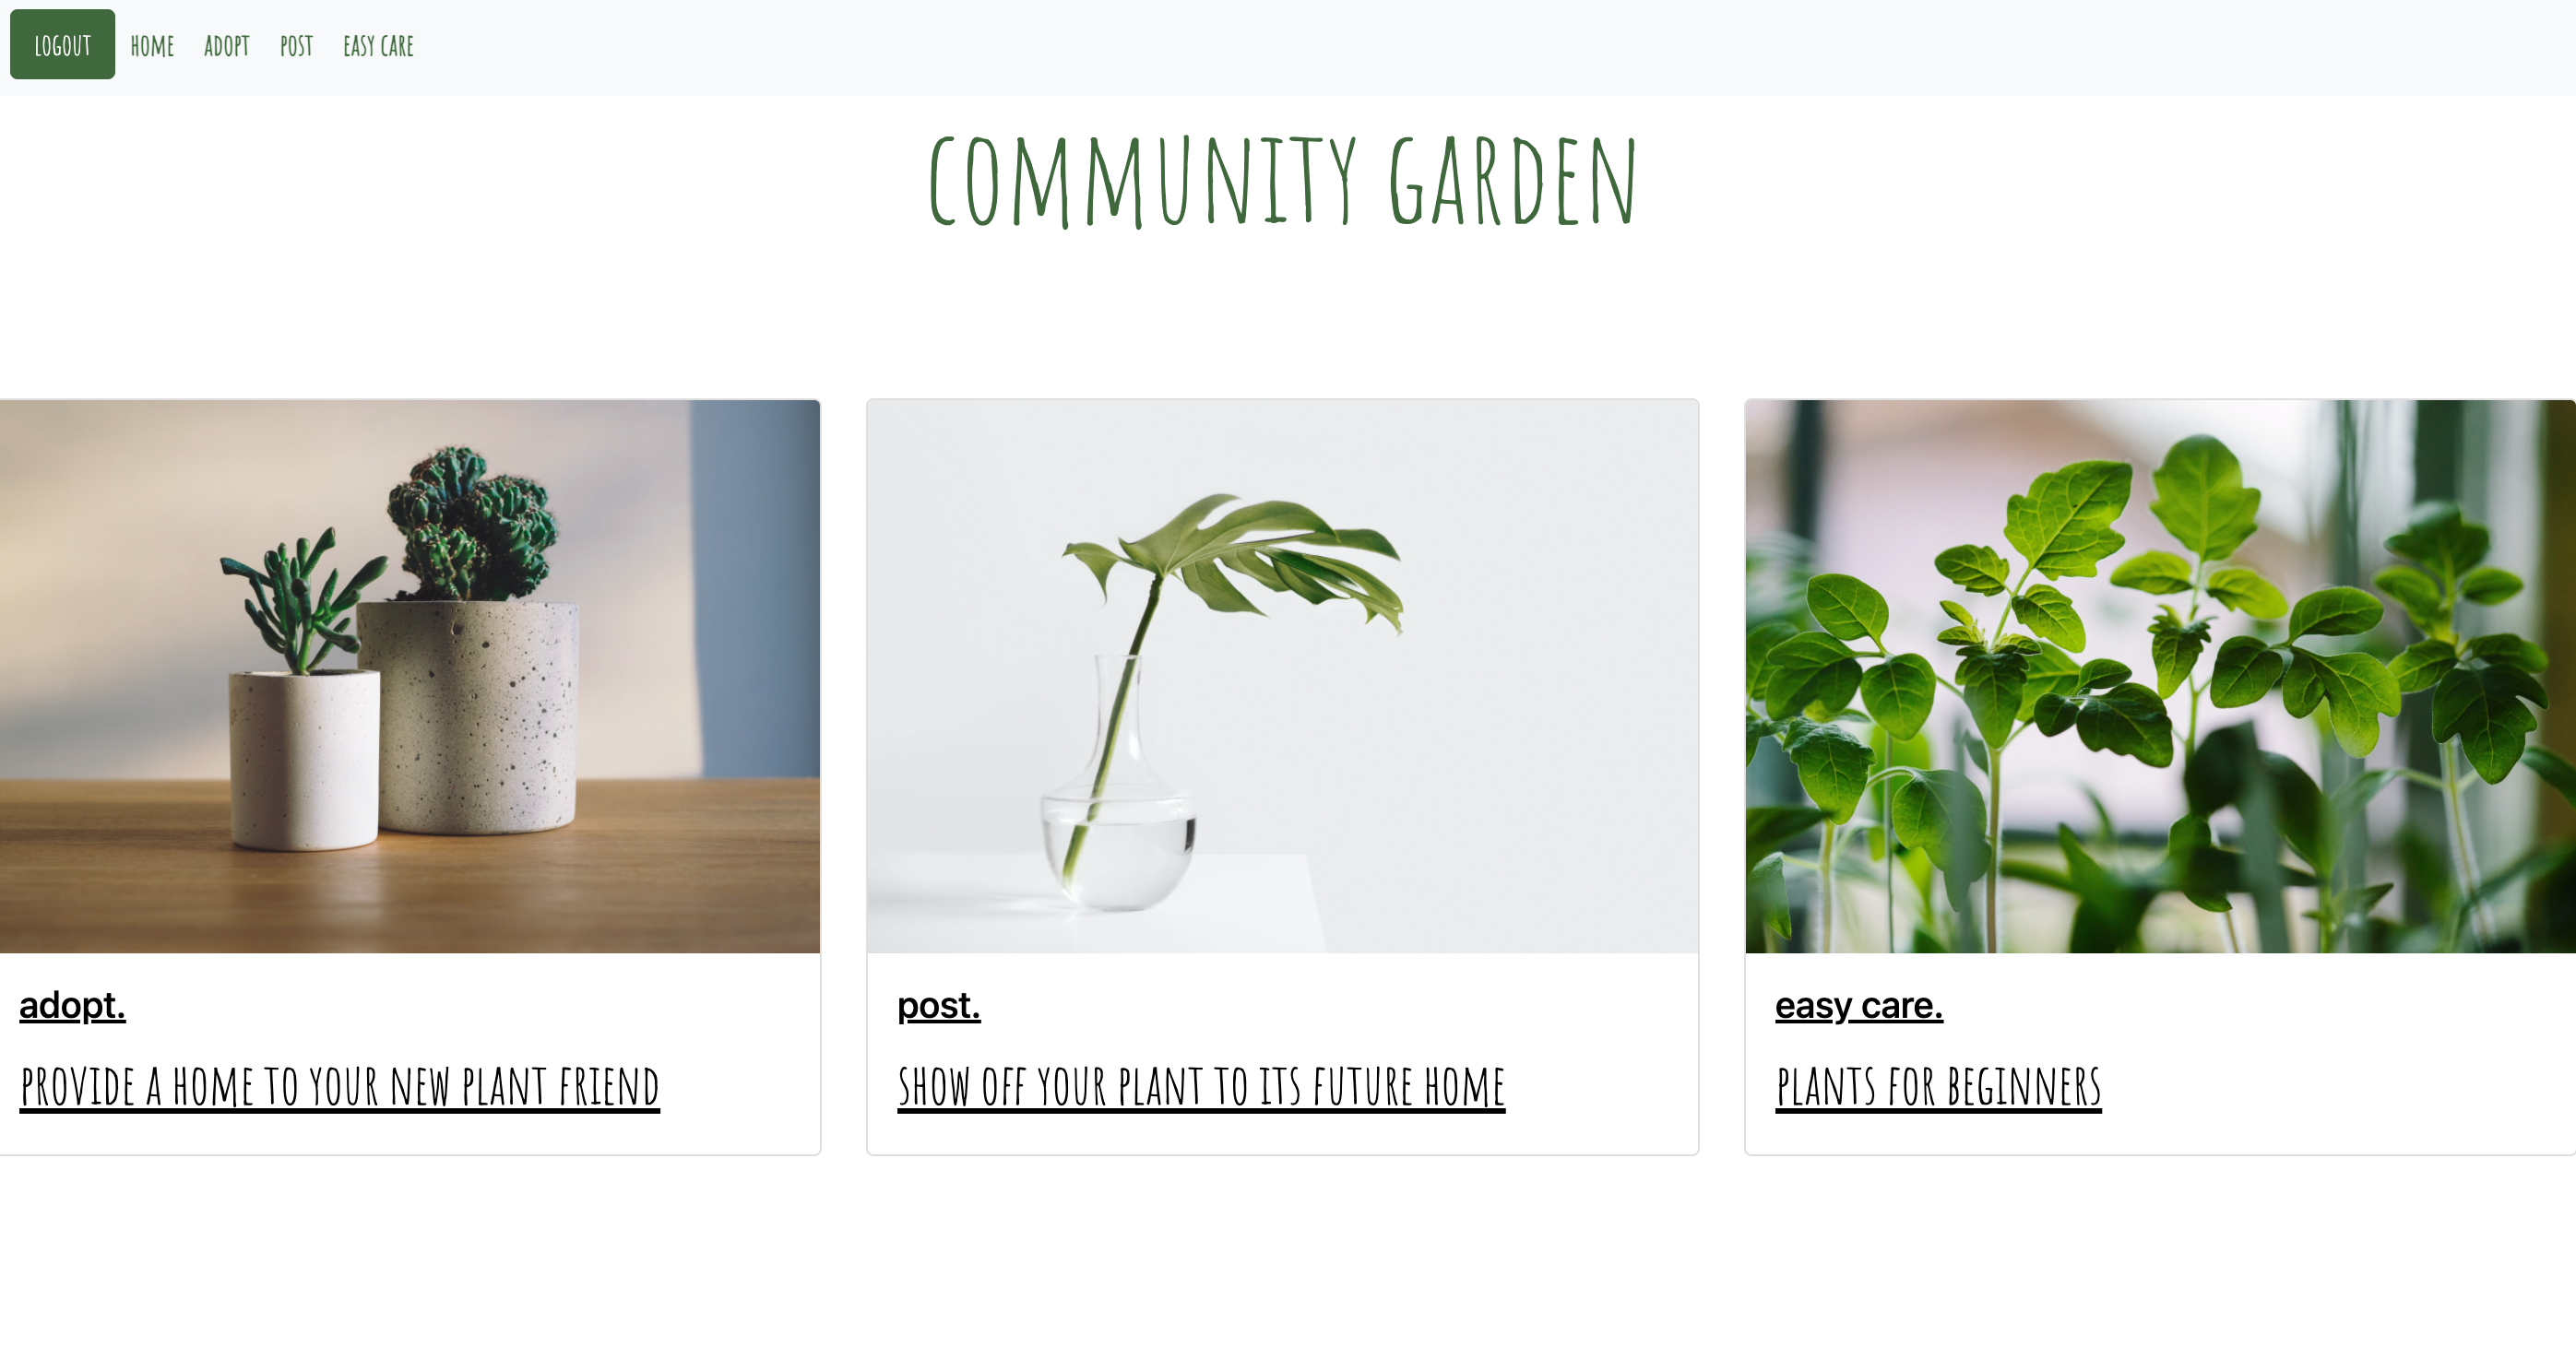 LOGOUT HOME ADOPT POST EASY CARE
COMMUNITY GARDEN
adopt.
PROVIDE A HOME TO YOUR NEW PLANT FRIEND
post.
SHOW OFF YOUR PLANT TO ITS FUTURE HOME
easy care.
PLANTS FOR BEGINNERS